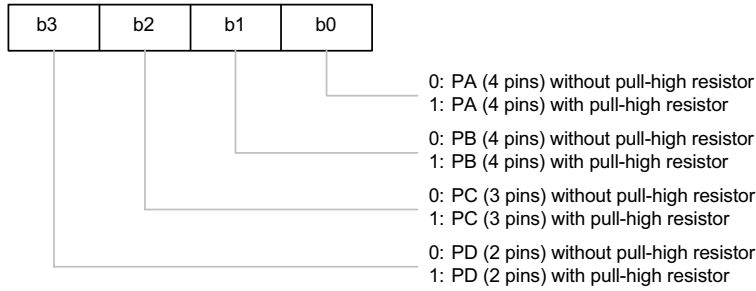 b3 b2 b1 b0
0: PA (4 pins) without pull-high resistor
1: PA (4 pins) with pull-high resistor
0: PB (4 pins) without pull-high resistor
1: PB (4 pins) with pull-high resistor
0: PC (3 pins) without pull-high resistor
1: PC (3 pins) with pull-high resistor
0: PD (2 pins) without pull-high resistor
1: PD (2 pins) with pull-high resistor